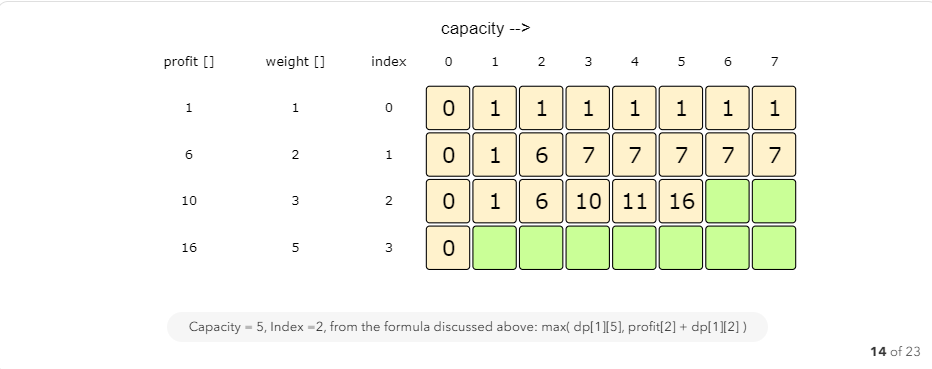 capacity -->
profit [] weight [] index 0 1 2 3 4 5 6 7
1 1 0 0 1 1 1 1 1 1 1
6 2 1 0 1 6 7 7 7 7 7
10 3 2 0 1 6 10 11 16
16 5 3 0
Capacity = 5, Index =2, from the formula discussed above: max( dp[1][5], profit[2] + dp[1][2] )
14 of 23